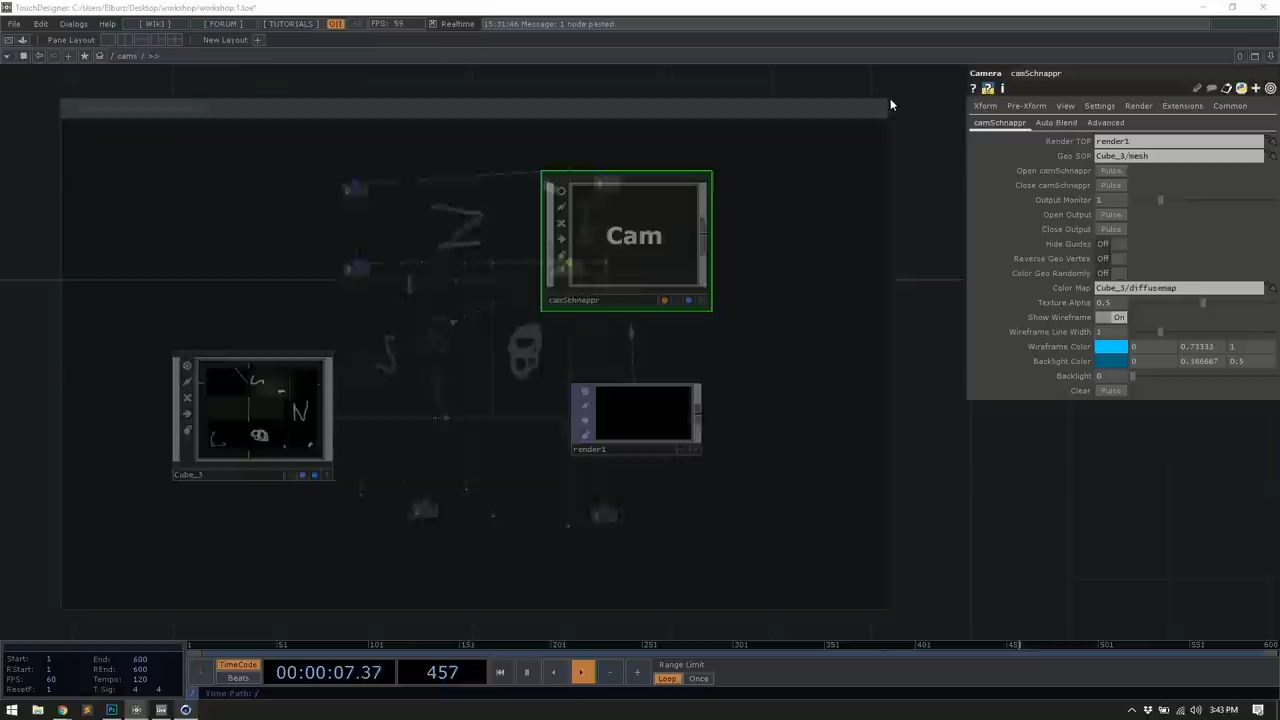 TouchDesigner: C:/Users/Elburz/Desktop/workshop/workshop.1.toe*
File Edit Dialogs Help [ WIKI ] [ FORUM ] [ TUTORIALS ] O|I 60 FPS: 59 Realtime 15:31:46 Message: 1 node pasted.
Pane Layout New Layout +
/ cams / >>
Camera camSchnappr
Xform Pre-Xform View Settings Render Extensions Common
camSchnappr Auto Blend Advanced
Render TOP render1
Geo SOP Cube_3/mesh
Open camSchnappr Pulse
Close camSchnappr Pulse
Output Monitor 1
Open Output Pulse
Close Output Pulse
Hide Guides Off
Reverse Geo Vertex Off
Color Geo Randomly Off
Color Map Cube_3/diffusemap
Texture Alpha 0.5
Show Wireframe On
Wireframe Line Width 1
Wireframe Color 0 0.73333 1
Backlight Color 0 0.366667 0.5
Backlight 0
Clear Pulse
Cam
camSchnappr
N
render1
Cube_3
1 51 101 151 201 251 301 351 401 451 501 551 600
Start: 1 End: 600
RStart: 1 REnd: 600
FPS: 60 Tempo: 120
ResetF: 1 T Sig: 4 4
TimeCode
Beats
00:00:07.37 457
Range Limit
Loop Once
/ Time Path: /
3:43 PM